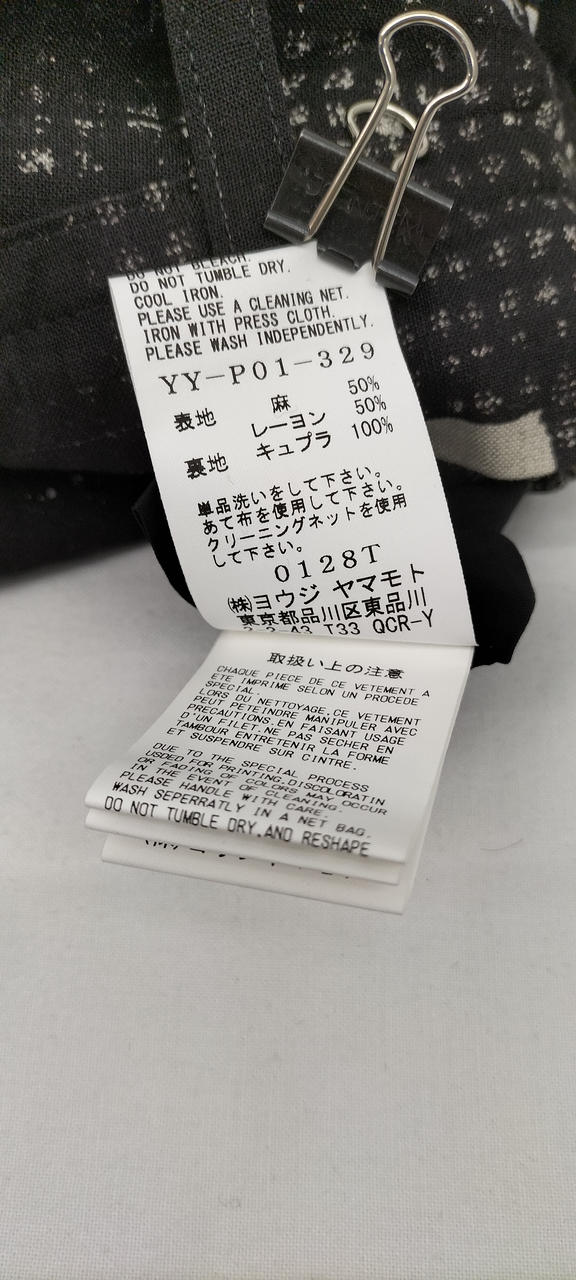 DO NOT BLEACH.
DO NOT TUMBLE DRY.
COOL IRON.
PLEASE USE A CLEANING NET.
IRON WITH PRESS CLOTH.
PLEASE WASH INDEPENDENTLY.
YY-P01-329
表地 麻 50%
レーヨン 50%
裏地 キュプラ 100%
単品洗いをして下さい。
あて布を使用して下さい。
クリーニングネットを使用
して下さい。
0128T
㈱ヨウジ ヤマモト
東京都品川区東品川
2-2-43 T33 QCR-Y
取扱い上の注意
CHAQUE PIECE DE CE VETEMENT A
ETE IMPRIME SELON UN PROCEDE
SPECIAL.
LORS DU NETTOYAGE,CE VETEMENT
PEUT PETEINDRE MANIPULER AVEC
PRECAUTIONS.EN FAISANT USAGE
D'UN FILET.NE PAS SECHER EN
TAMBOUR ENTRETENIR LA FORME
ET SUSPENDRE SUR CINTRE.
DUE TO THE SPECIAL PROCESS
USDED FOR PRINTING,DISCOLORATIN
OR FADING OF COLORS MAY OCCUR
IN THE EVENT OF CLEANING.
PLEASE HANDLE WITH CARE.
WASH SEPERRATLY IN A NET BAG.
DO NOT TUMBLE DRY,AND RESHAPE